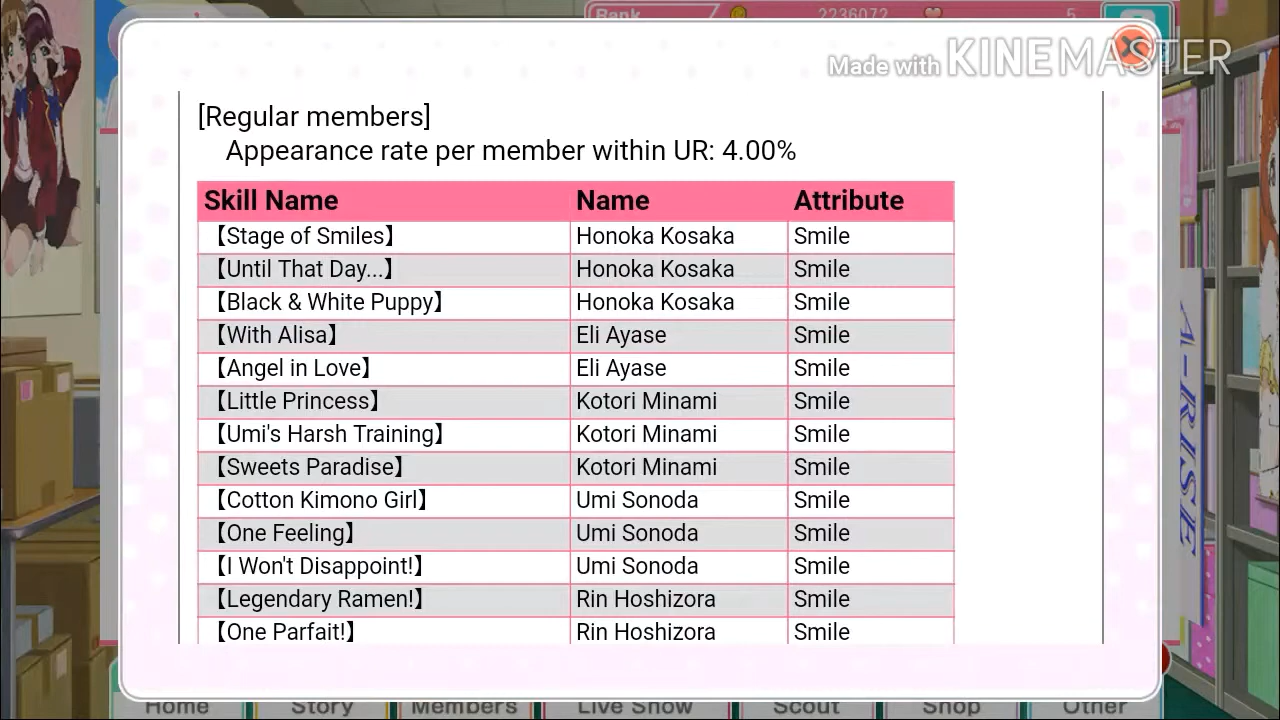 Rank 2236072 5
Made with KINEMASTER
[Regular members]
Appearance rate per member within UR: 4.00%
Skill Name Name Attribute
【Stage of Smiles】 Honoka Kosaka Smile
【Until That Day...】 Honoka Kosaka Smile
【Black & White Puppy】 Honoka Kosaka Smile
【With Alisa】 Eli Ayase Smile
【Angel in Love】 Eli Ayase Smile
【Little Princess】 Kotori Minami Smile
【Umi's Harsh Training】 Kotori Minami Smile
【Sweets Paradise】 Kotori Minami Smile
【Cotton Kimono Girl】 Umi Sonoda Smile
【One Feeling】 Umi Sonoda Smile
【I Won't Disappoint!】 Umi Sonoda Smile
【Legendary Ramen!】 Rin Hoshizora Smile
【One Parfait!】 Rin Hoshizora Smile
A-RISE
Home Story Members Live Show Scout Shop Other